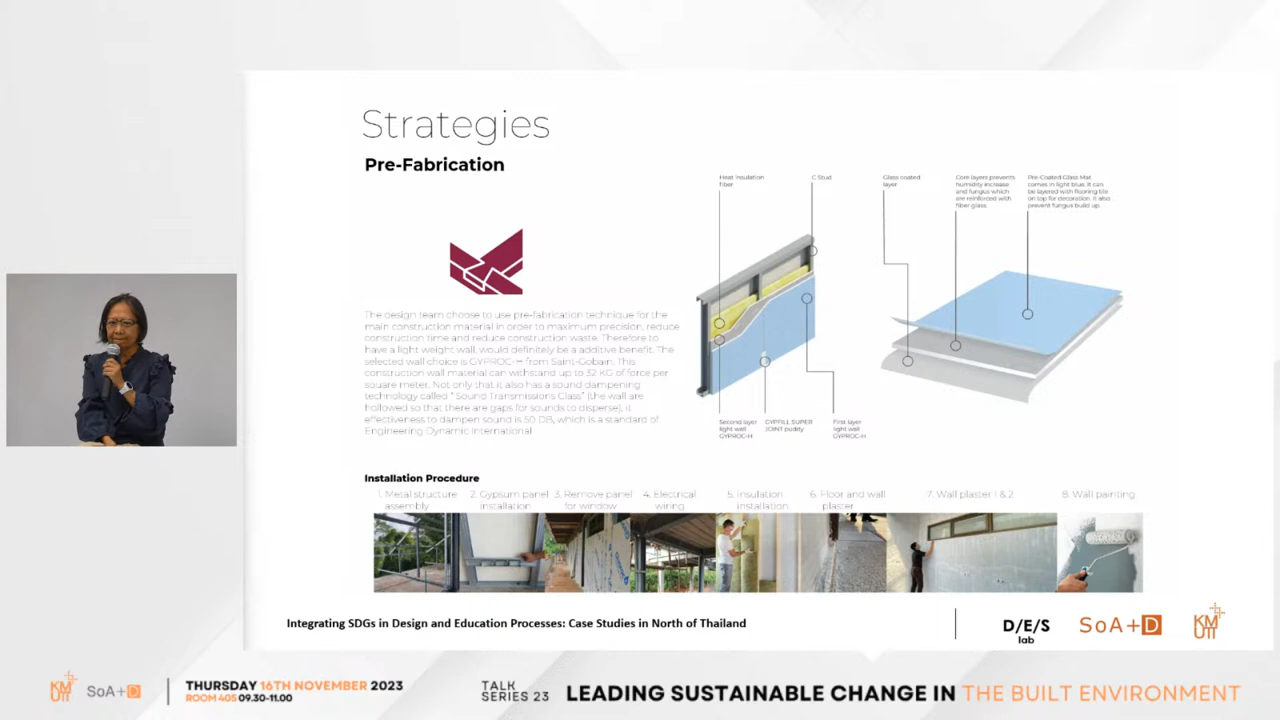 Strategies
Pre-Fabrication
The design team choose to use pre-fabrication technique for the
main construction material in order to maximum precision, reduce
construction time and reduce construction waste. Therefore to
have a light weight wall, would definitely be a additive benefit. The
selected wall choice is GYPROC-H from Saint-Gobain. This
construction wall material can withstand up to 32 KG of force per
square meter. Not only that it also has a sound dampening
technology called " Sound Transmissions Class" (the wall are
hollowed so that there are gaps for sounds to disperse), it
effectiveness to dampen sound is 50 DB, which is a standard of
Engineering Dynamic International
Heat insulation
fiber
C Stud
Second layer
light wall
GYPROC-H
GYPFILL SUPER
JOINT puddy
First layer
light wall
GYPROC-H
Glass coated
layer
Core layers prevents
humidity increase
and fungus which
are reinforced with
fiber glass.
Pre-Coated Glass Mat
comes in light blue. It can
be layered with flooring tile
on top for decoration. It also
prevent fungus build up.
Installation Procedure
1. Metal structure
assembly
2. Gypsum panel
installation
3. Remove panel
for window
4. Electrical
wiring
5. Insulation
installation
6. Floor and wall
plaster
7. Wall plaster 1 & 2
8. Wall painting
Integrating SDGs in Design and Education Processes: Case Studies in North of Thailand
D/E/S
lab
SoA+D
KM
UTT
KM
UTT
SoA+D
THURSDAY 16TH NOVEMBER 2023
ROOM 405 09.30-11.00
TALK
SERIES 23
LEADING SUSTAINABLE CHANGE IN THE BUILT ENVIRONMENT